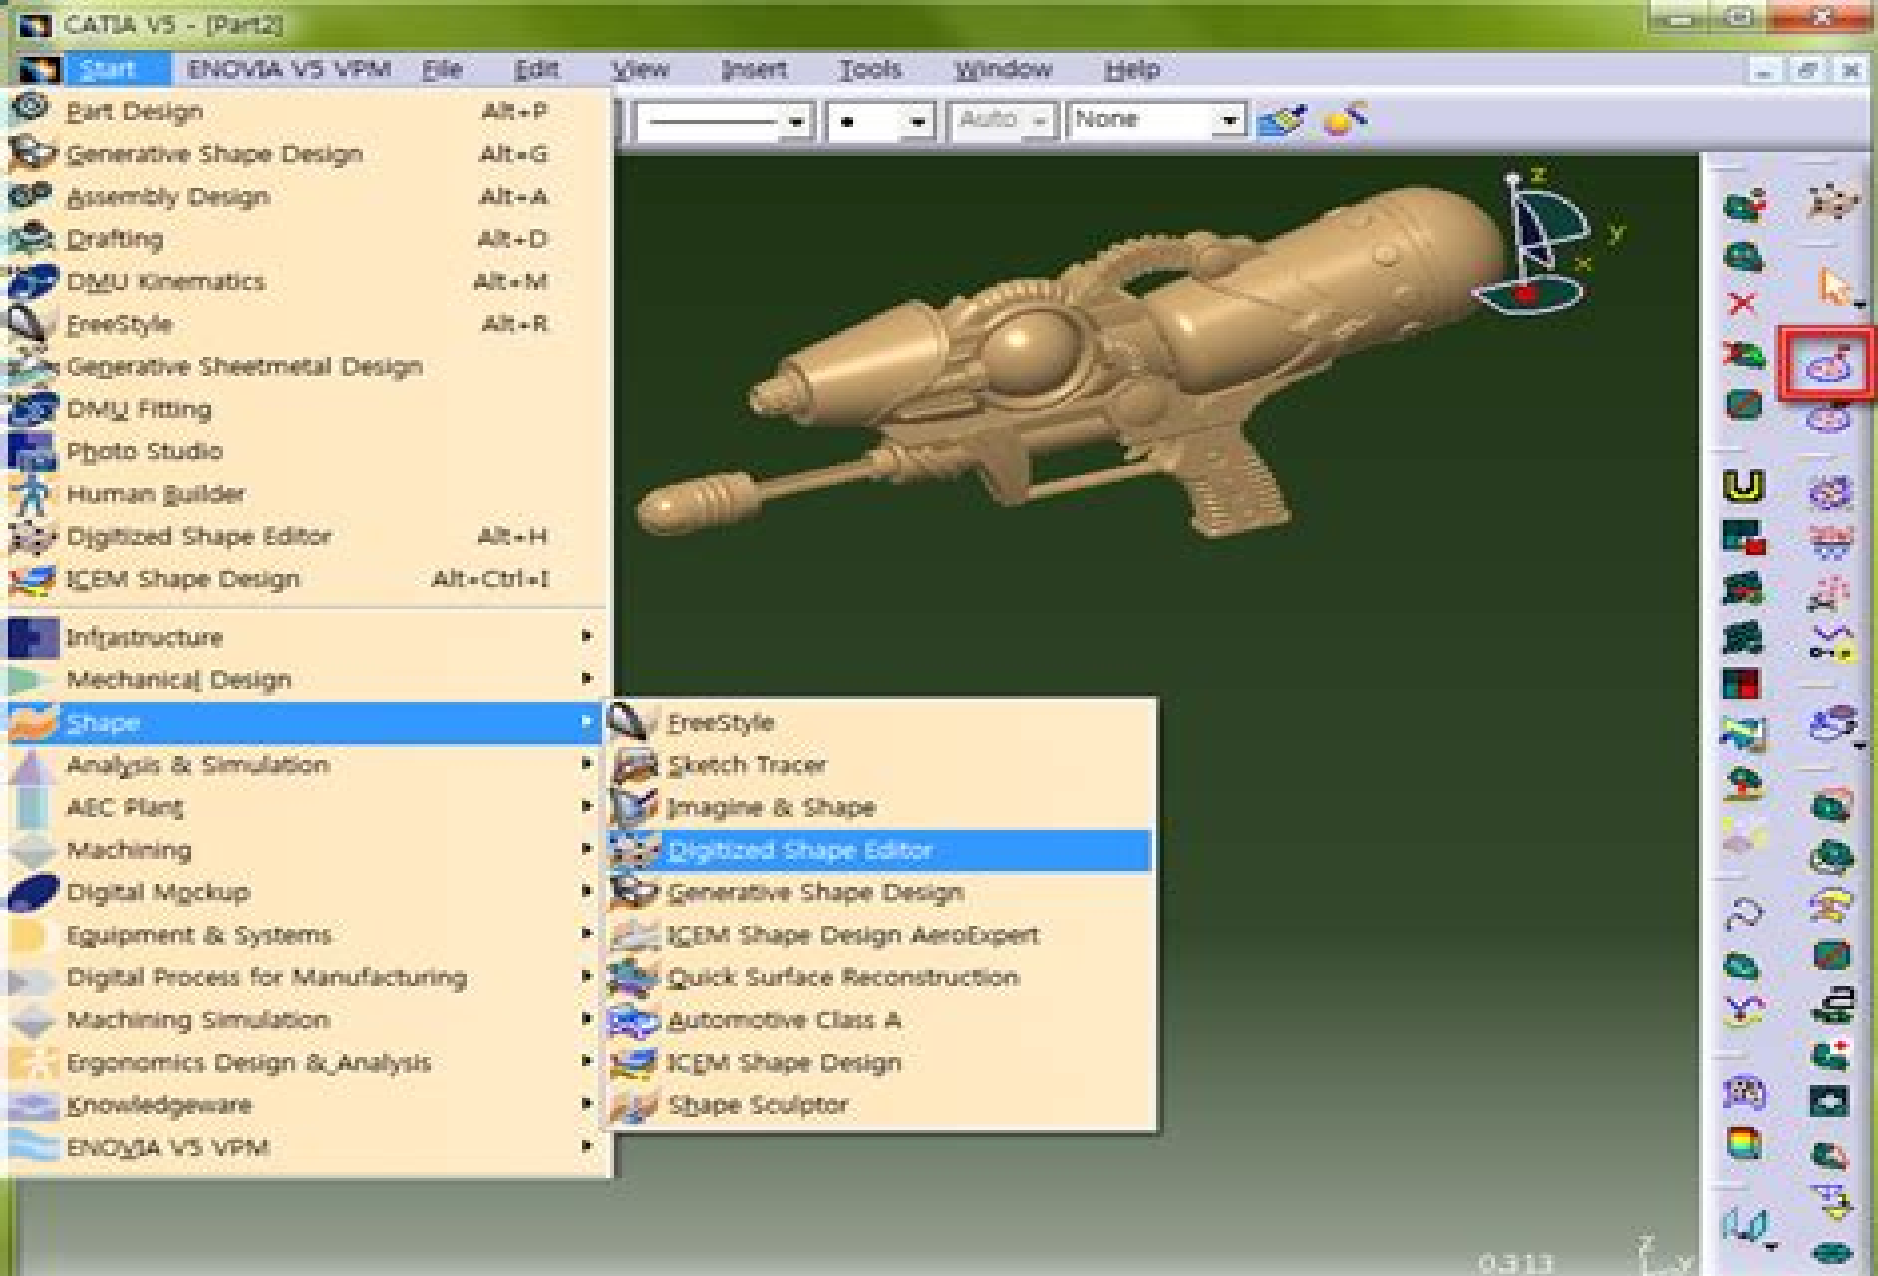 CATIA V5 - [Part2]
Start ENOVIA V5 VPM File Edit View Insert Tools Window Help
Part Design Alt+P
Generative Shape Design Alt+G
Assembly Design Alt+A
Drafting Alt+D
DMU Kinematics Alt+M
FreeStyle Alt+R
Generative Sheetmetal Design
DMU Fitting
Photo Studio
Human Builder
Digitized Shape Editor Alt+H
ICEM Shape Design Alt+Ctrl+I
Infrastructure
Mechanical Design
Shape
Analysis & Simulation
AEC Plant
Machining
Digital Mockup
Equipment & Systems
Digital Process for Manufacturing
Machining Simulation
Ergonomics Design & Analysis
Knowledgeware
ENOVIA V5 VPM
FreeStyle
Sketch Tracer
Imagine & Shape
Digitized Shape Editor
Generative Shape Design
ICEM Shape Design AeroExpert
Quick Surface Reconstruction
Automotive Class A
ICEM Shape Design
Shape Sculptor
Auto
None
z
y
x
0.313
z
y